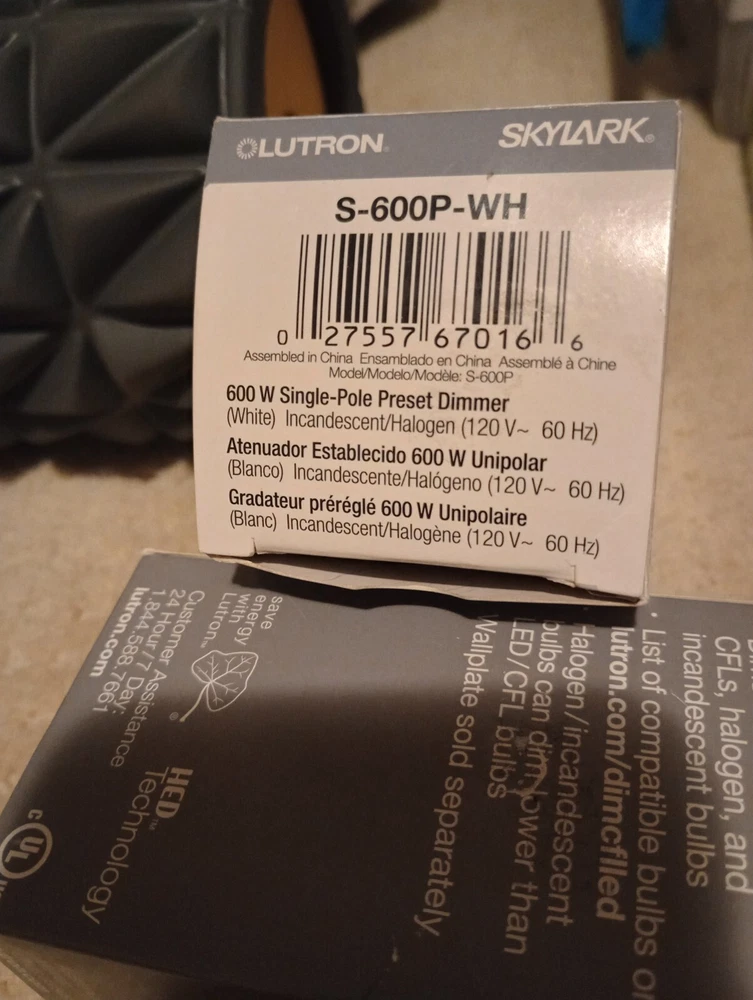 LUTRON®
SKYLARK®
S-600P-WH
0 27557 67016 6
Assembled in China Ensamblado en China Assemblé à Chine
Model/Modelo/Modèle: S-600P
600 W Single-Pole Preset Dimmer
(White) Incandescent/Halogen (120 V~ 60 Hz)
Atenuador Establecido 600 W Unipolar
(Blanco) Incandescente/Halógeno (120 V~ 60 Hz)
Gradateur préréglé 600 W Unipolaire
(Blanc) Incandescent/Halogène (120 V~ 60 Hz)
CFLs, halogen, and
incandescent bulbs
• List of compatible bulbs
lutron.com/dimcflled
Halogen/incandescent
bulbs can dim lower than
LED/CFL bulbs
Wallplate sold separately.
save
energy
with
Lutron™
Customer Assistance
24 Hour / 7 Day:
1.844.588.7661
lutron.com
HED™
Technology
c UL